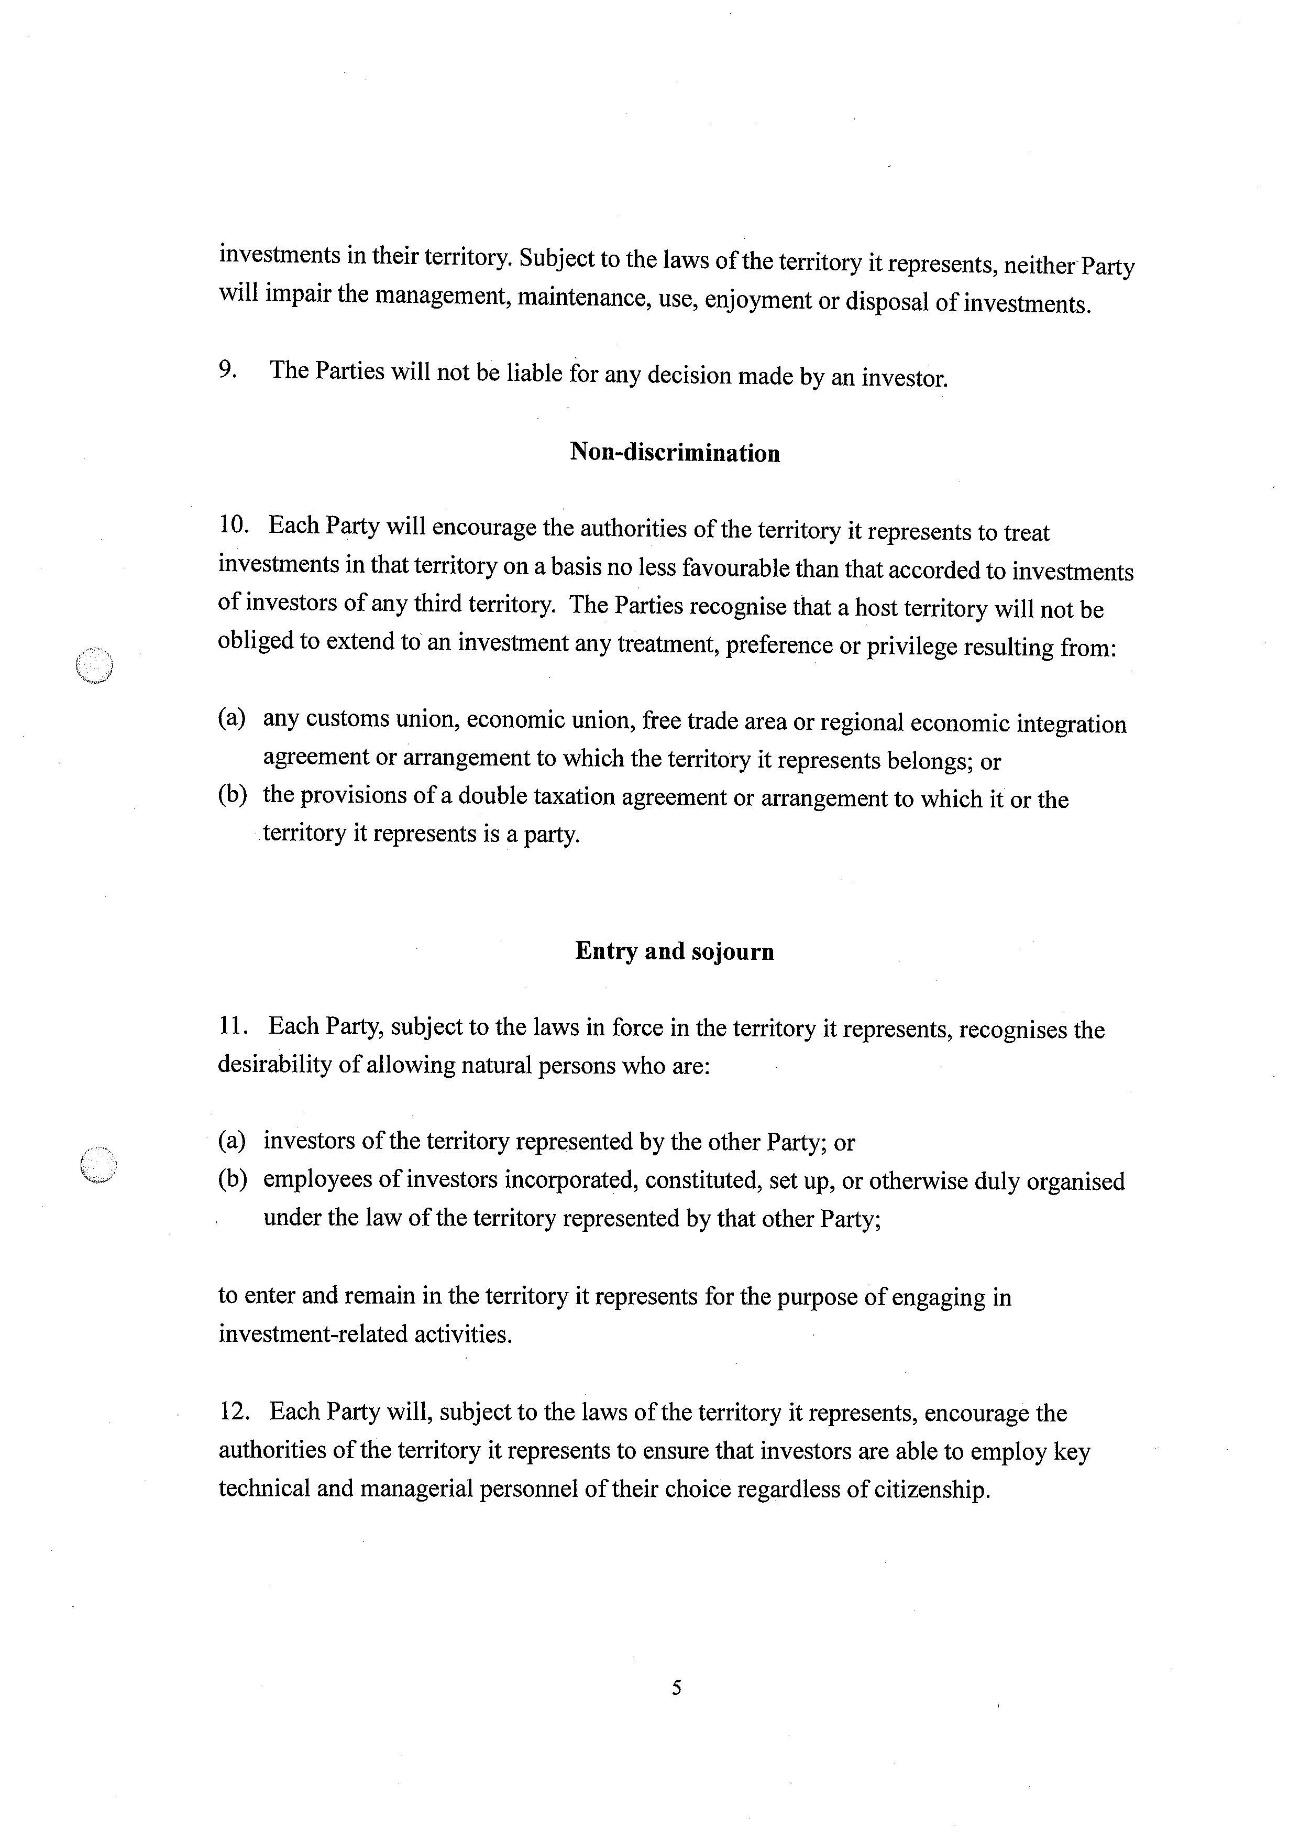 investments in their territory. Subject to the laws of the territory it represents, neither Party
will impair the management, maintenance, use, enjoyment or disposal of investments.
9. The Parties will not be liable for any decision made by an investor.
Non-discrimination
10. Each Party will encourage the authorities of the territory it represents to treat
investments in that territory on a basis no less favourable than that accorded to investments
of investors of any third territory. The Parties recognise that a host territory will not be
obliged to extend to an investment any treatment, preference or privilege resulting from:
(a) any customs union, economic union, free trade area or regional economic integration
agreement or arrangement to which the territory it represents belongs; or
(b) the provisions of a double taxation agreement or arrangement to which it or the
territory it represents is a party.
Entry and sojourn
11. Each Party, subject to the laws in force in the territory it represents, recognises the
desirability of allowing natural persons who are:
(a) investors of the territory represented by the other Party; or
(b) employees of investors incorporated, constituted, set up, or otherwise duly organised
under the law of the territory represented by that other Party;
to enter and remain in the territory it represents for the purpose of engaging in
investment-related activities.
12. Each Party will, subject to the laws of the territory it represents, encourage the
authorities of the territory it represents to ensure that investors are able to employ key
technical and managerial personnel of their choice regardless of citizenship.
5